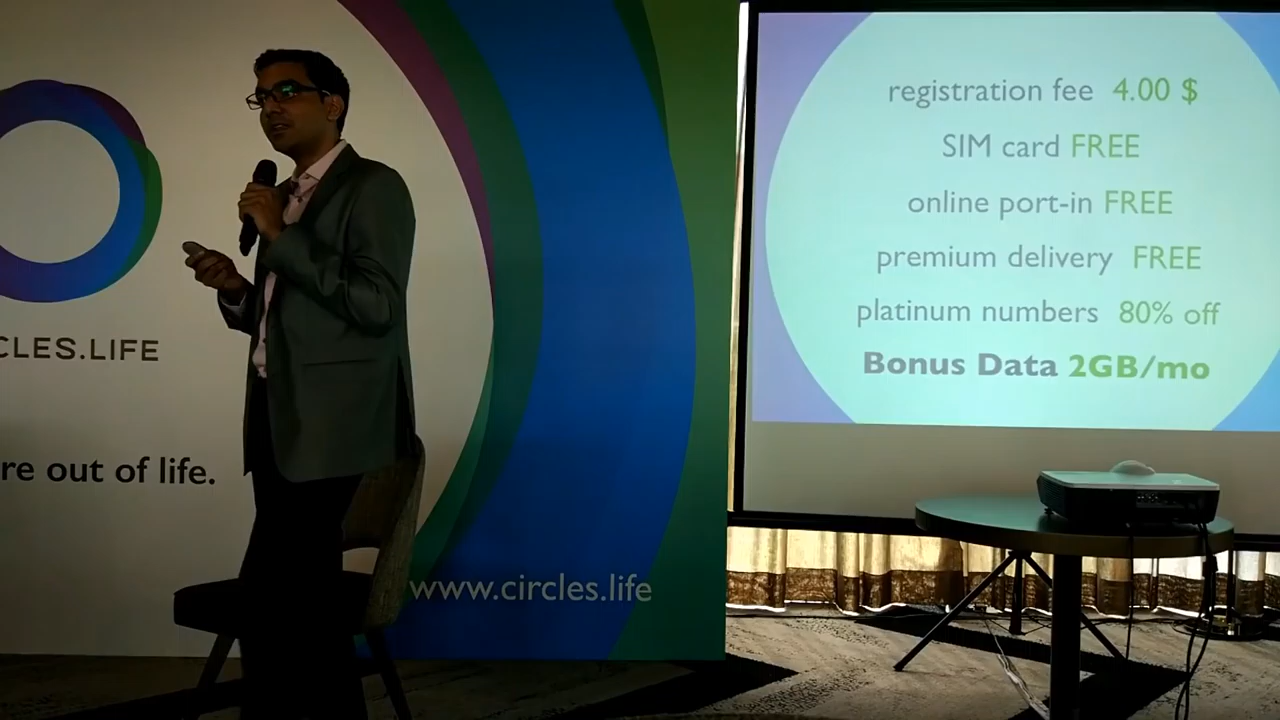 CLES.LIFE
re out of life.
www.circles.life
registration fee 4.00 $
SIM card FREE
online port-in FREE
premium delivery FREE
platinum numbers 80% off
Bonus Data 2GB/mo